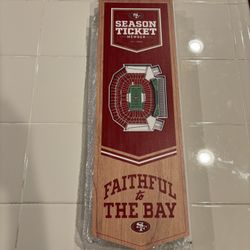 SEASON
TICKET
MEMBER
FAITHFUL
to
THE BAY
SF